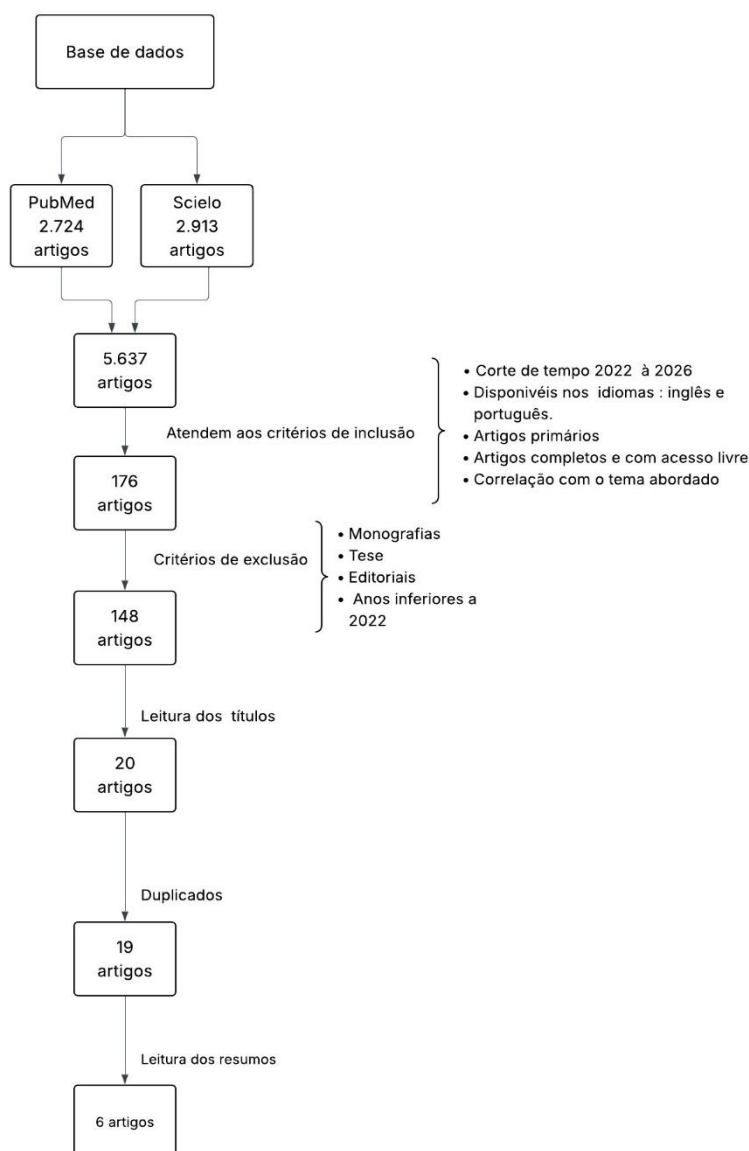 Base de dados
PubMed
2.724
artigos
Scielo
2.913
artigos
5.637
artigos
Atendem aos critérios de inclusão
• Corte de tempo 2022 à 2026
• Disponivéis nos idiomas : inglês e
português.
• Artigos primários
• Artigos completos e com acesso livre
• Correlação com o tema abordado
176
artigos
Critérios de exclusão
• Monografias
• Tese
• Editoriais
• Anos inferiores a
2022
148
artigos
Leitura dos títulos
20
artigos
Duplicados
19
artigos
Leitura dos resumos
6 artigos